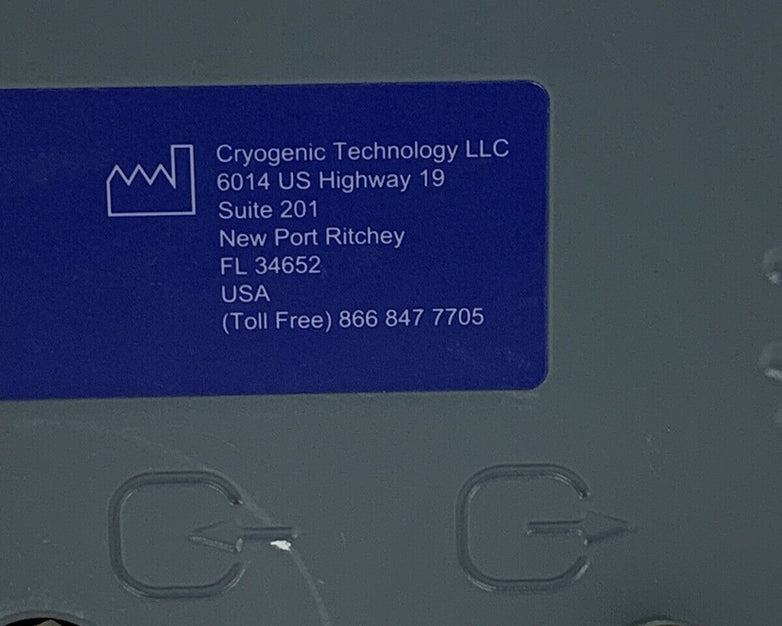 Cryogenic Technology LLC
6014 US Highway 19
Suite 201
New Port Ritchey
FL 34652
USA
(Toll Free) 866 847 7705